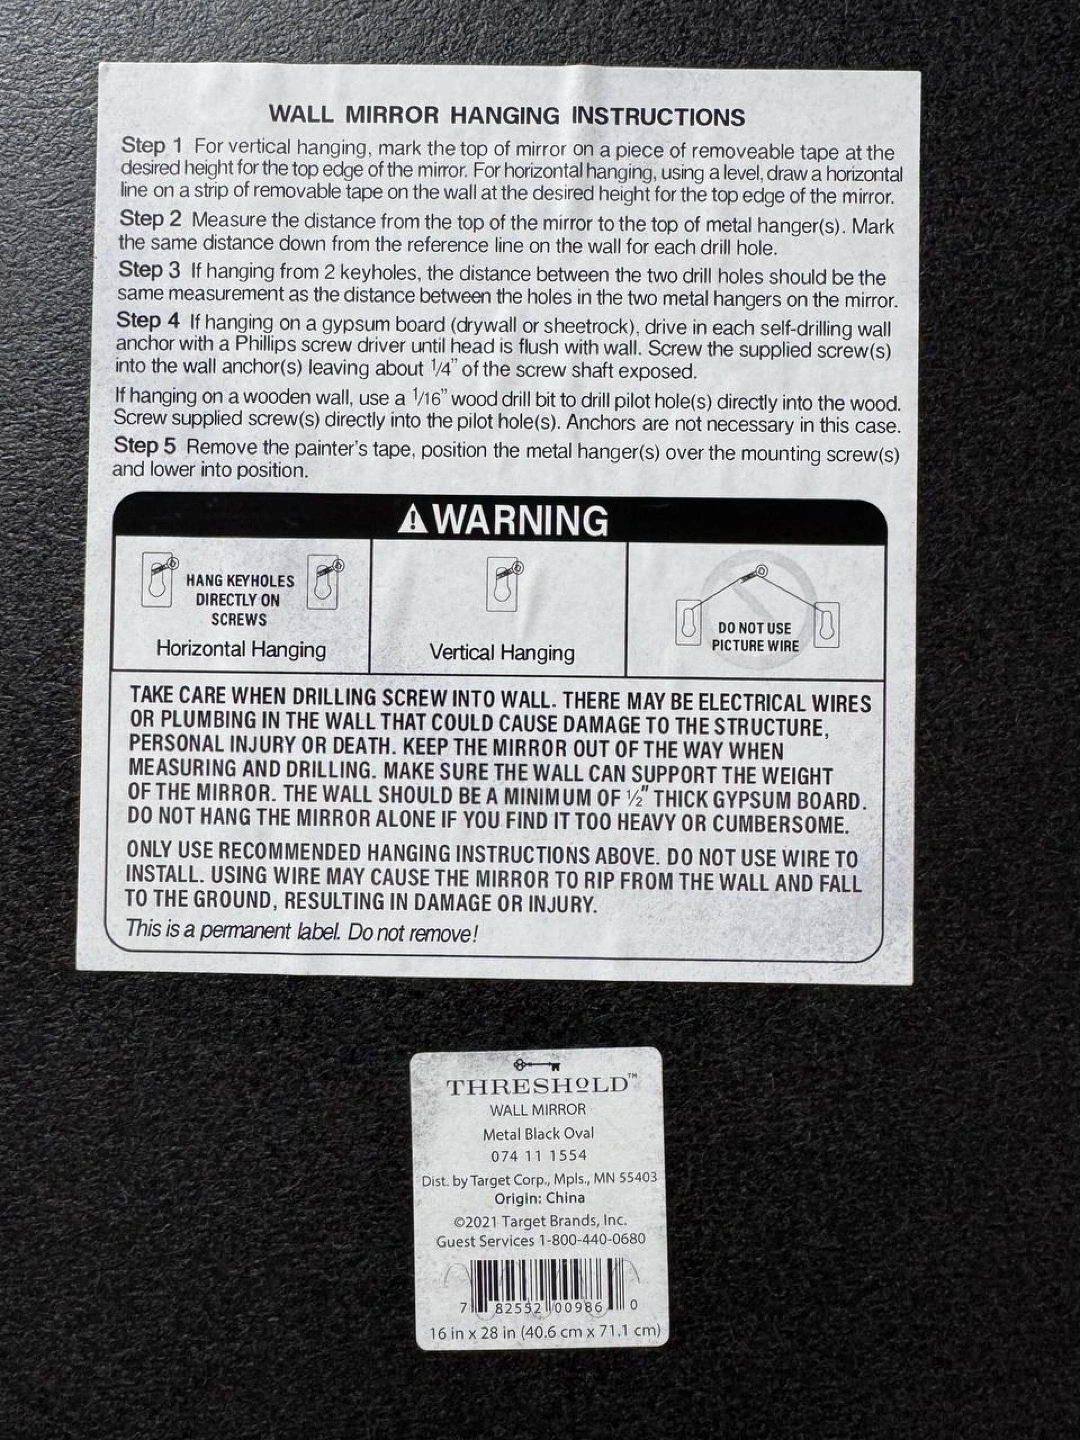 WALL MIRROR HANGING INSTRUCTIONS
Step 1 For vertical hanging, mark the top of mirror on a piece of removeable tape at the
desired height for the top edge of the mirror. For horizontal hanging, using a level, draw a horizontal
line on a strip of removable tape on the wall at the desired height for the top edge of the mirror.
Step 2 Measure the distance from the top of the mirror to the top of metal hanger(s). Mark
the same distance down from the reference line on the wall for each drill hole.
Step 3 If hanging from 2 keyholes, the distance between the two drill holes should be the
same measurement as the distance between the holes in the two metal hangers on the mirror.
Step 4 If hanging on a gypsum board (drywall or sheetrock), drive in each self-drilling wall
anchor with a Phillips screw driver until head is flush with wall. Screw the supplied screw(s)
into the wall anchor(s) leaving about 1/4" of the screw shaft exposed.
If hanging on a wooden wall, use a 1/16" wood drill bit to drill pilot hole(s) directly into the wood.
Screw supplied screw(s) directly into the pilot hole(s). Anchors are not necessary in this case.
Step 5 Remove the painter's tape, position the metal hanger(s) over the mounting screw(s)
and lower into position.
WARNING
HANG KEYHOLES
DIRECTLY ON
SCREWS
Horizontal Hanging
Vertical Hanging
DO NOT USE
PICTURE WIRE
TAKE CARE WHEN DRILLING SCREW INTO WALL. THERE MAY BE ELECTRICAL WIRES
OR PLUMBING IN THE WALL THAT COULD CAUSE DAMAGE TO THE STRUCTURE,
PERSONAL INJURY OR DEATH. KEEP THE MIRROR OUT OF THE WAY WHEN
MEASURING AND DRILLING. MAKE SURE THE WALL CAN SUPPORT THE WEIGHT
OF THE MIRROR. THE WALL SHOULD BE A MINIMUM OF ½" THICK GYPSUM BOARD.
DO NOT HANG THE MIRROR ALONE IF YOU FIND IT TOO HEAVY OR CUMBERSOME.
ONLY USE RECOMMENDED HANGING INSTRUCTIONS ABOVE. DO NOT USE WIRE TO
INSTALL. USING WIRE MAY CAUSE THE MIRROR TO RIP FROM THE WALL AND FALL
TO THE GROUND, RESULTING IN DAMAGE OR INJURY.
This is a permanent label. Do not remove!
THRESHOLD™
WALL MIRROR
Metal Black Oval
074 11 1554
Dist. by Target Corp., Mpls., MN 55403
Origin: China
©2021 Target Brands, Inc.
Guest Services 1-800-440-0680
7 82552 00986 0
16 in x 28 in (40.6 cm x 71.1 cm)